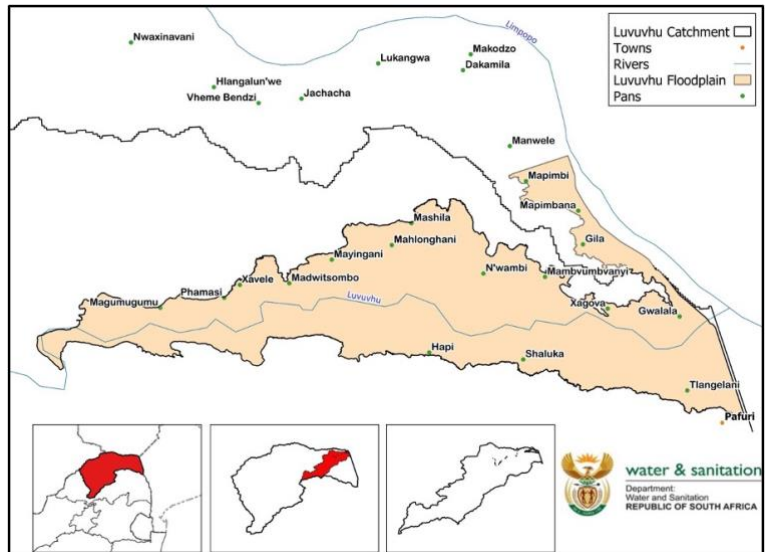 Nwaxinavani
Limpopo
Makodzo
Lukangwa
Dakamila
Hlangalun'we
Vheme Bendzi
Jachacha
Manwele
Luvuvhu Catchment
Towns
Rivers
Luvuvhu Floodplain
Pans
Mapimbi
Mapimbana
Mashila
Gila
Mahlonghani
Mayingani
N'wambi
Mambvumbvanyi
Xavele
Madwitsombo
Phamasi
Luvuvhu
Magumugumu
Xagova
Gwalala
Hapi
Shaluka
Tlangelani
Pafuri
water & sanitation
Department:
Water and Sanitation
REPUBLIC OF SOUTH AFRICA